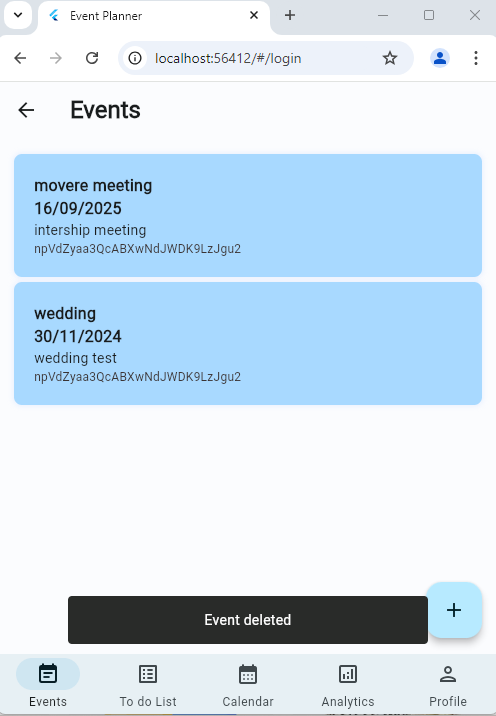 Event Planner
localhost:56412/#/login
Events
movere meeting
16/09/2025
intership meeting
npVdZyaa3QcABXwNdJWDK9LzJgu2
wedding
30/11/2024
wedding test
npVdZyaa3QcABXwNdJWDK9LzJgu2
Event deleted
Events
To do List
Calendar
Analytics
Profile